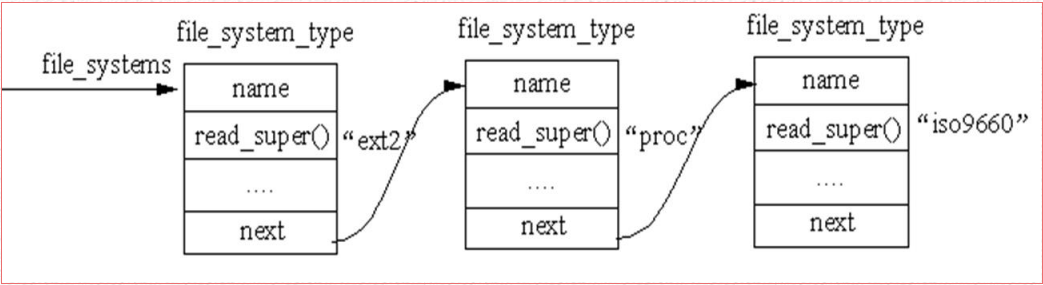 file_system_type
file_system_type
file_system_type
file_systems
name
name
name
read_super()
“ext2”
read_super()
“proc”
read_super()
“iso9660”
....
....
....
next
next
next